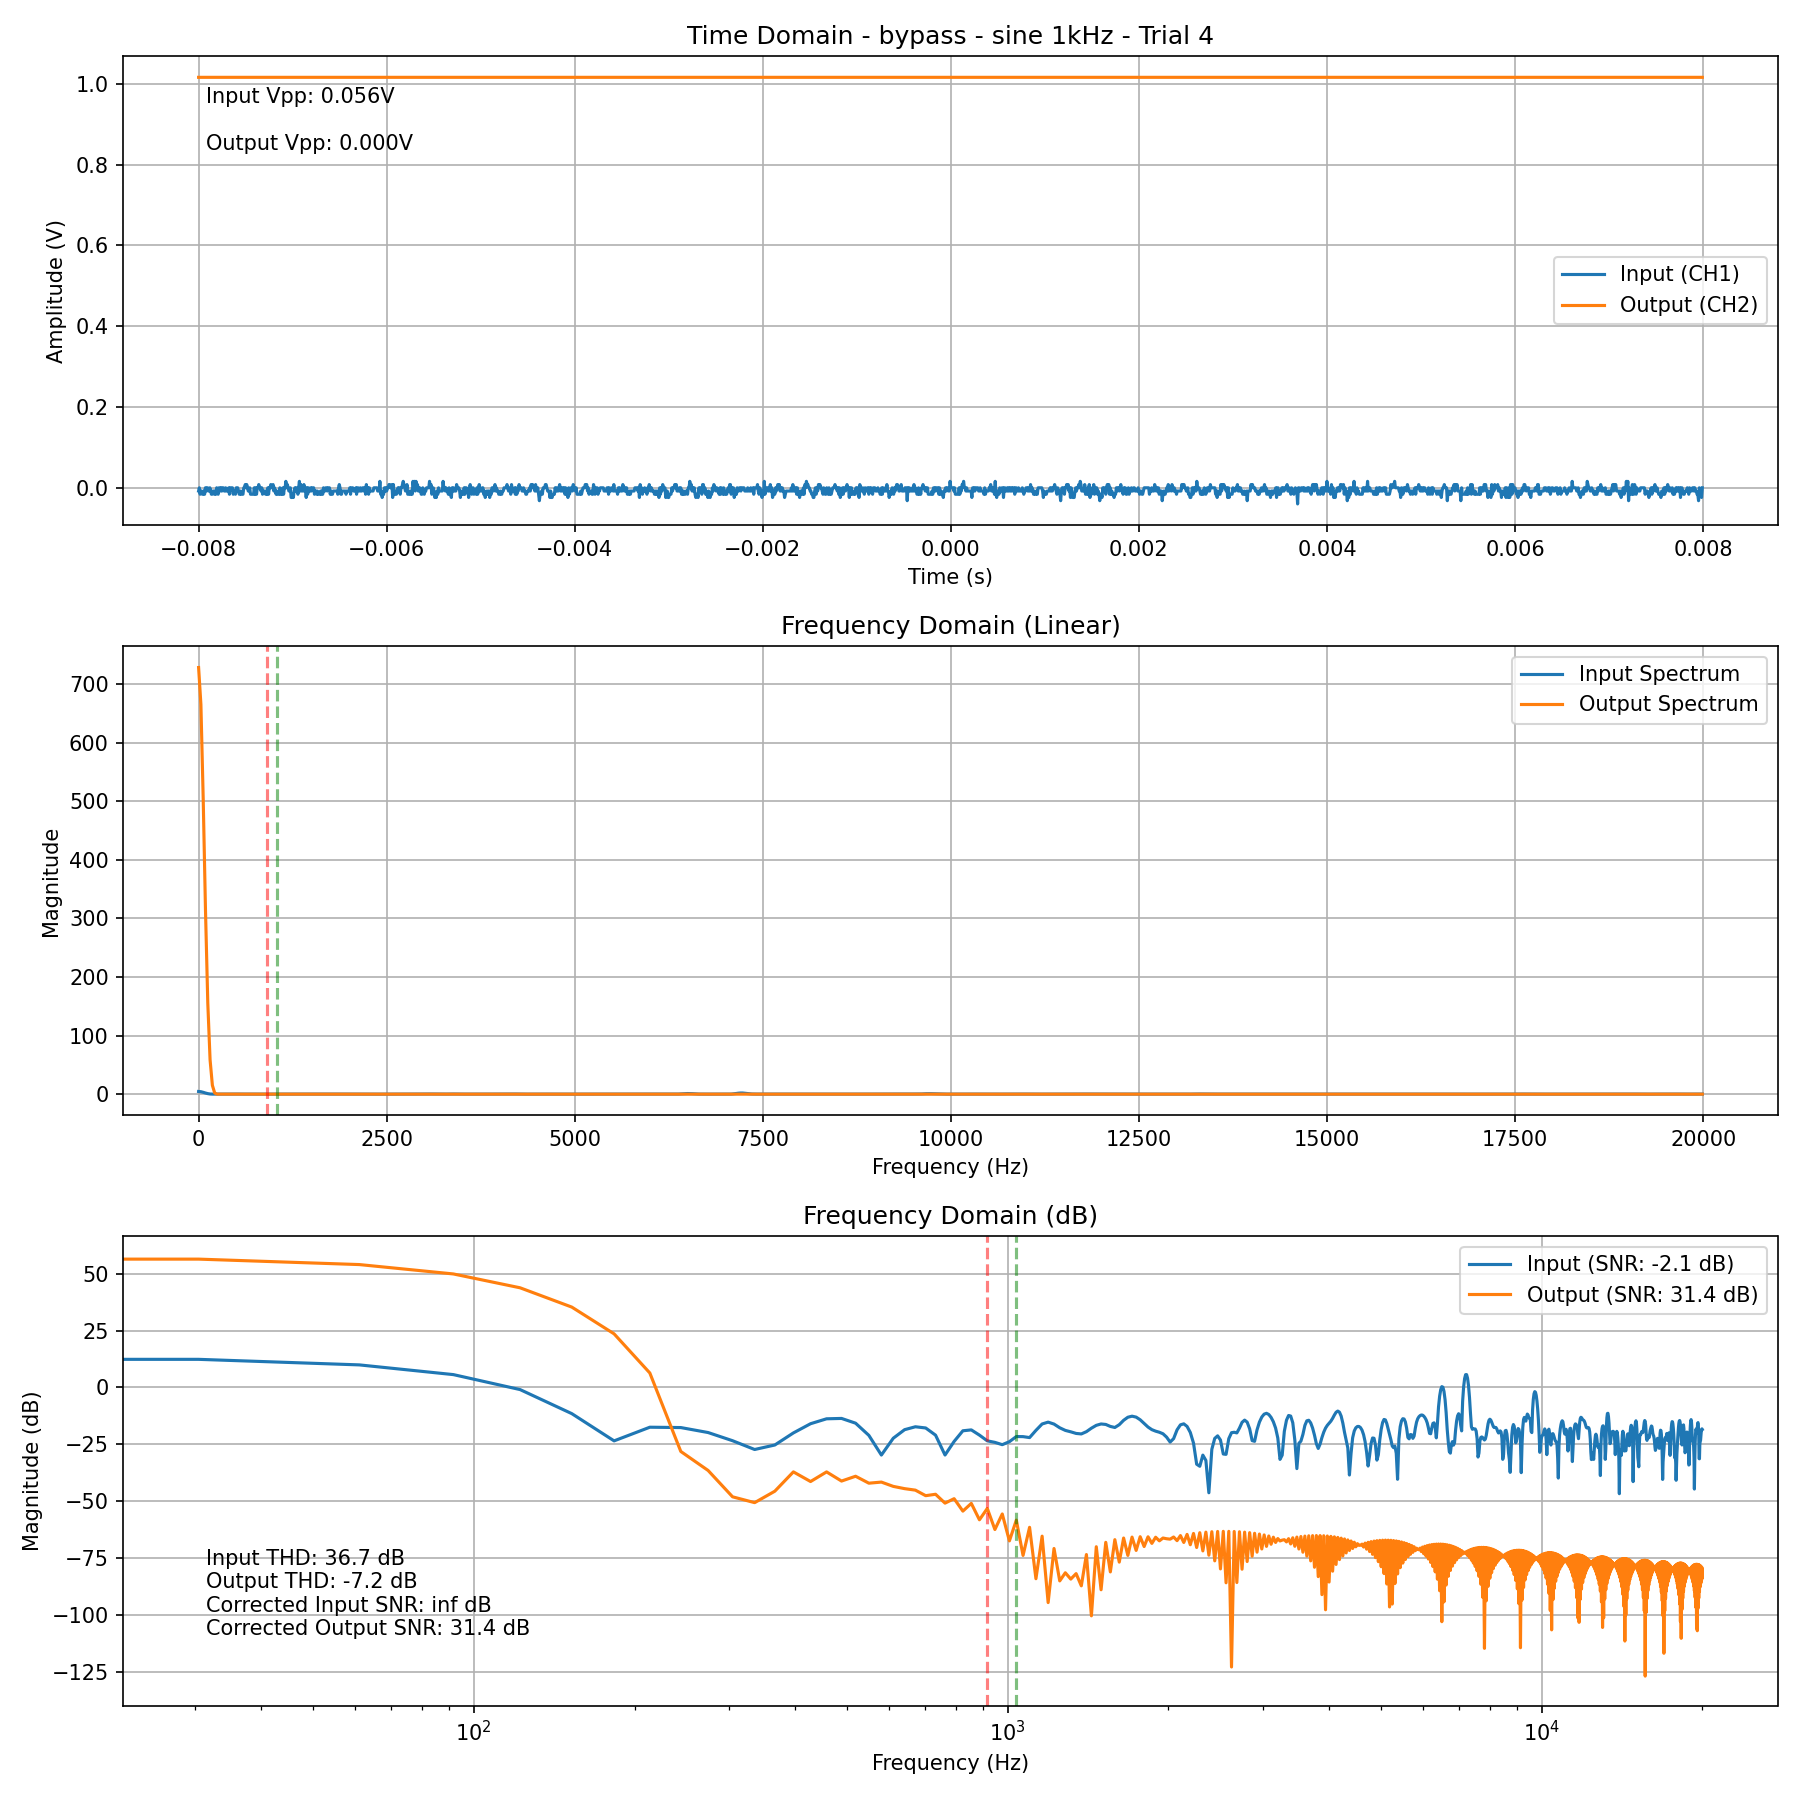 Time Domain - bypass - sine 1kHz - Trial 4
Amplitude (V)
1.0
0.8
0.6
0.4
0.2
0.0
Input Vpp: 0.056V
Output Vpp: 0.000V
Input (CH1)
Output (CH2)
−0.008
−0.006
−0.004
−0.002
0.000
0.002
0.004
0.006
0.008
Time (s)
Frequency Domain (Linear)
Magnitude
700
600
500
400
300
200
100
0
Input Spectrum
Output Spectrum
0
2500
5000
7500
10000
12500
15000
17500
20000
Frequency (Hz)
Frequency Domain (dB)
Magnitude (dB)
50
25
0
−25
−50
−75
−100
−125
Input (SNR: -2.1 dB)
Output (SNR: 31.4 dB)
Input THD: 36.7 dB
Output THD: -7.2 dB
Corrected Input SNR: inf dB
Corrected Output SNR: 31.4 dB
10²
10³
10⁴
Frequency (Hz)